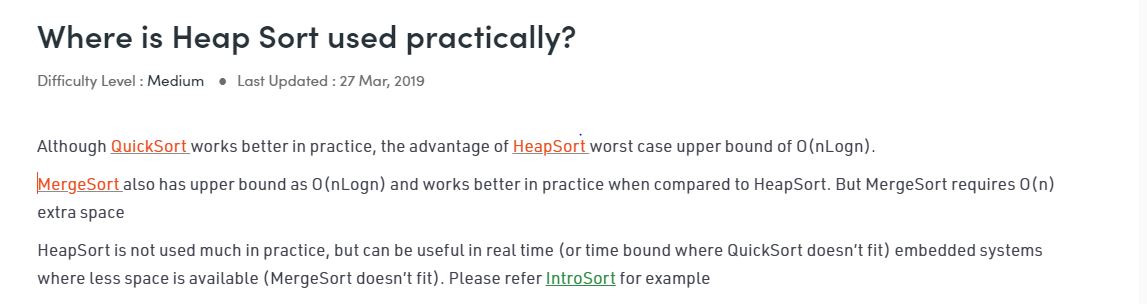 Where is Heap Sort used practically?
Difficulty Level : Medium ● Last Updated : 27 Mar, 2019
Although QuickSort works better in practice, the advantage of HeapSort worst case upper bound of O(nLogn).
MergeSort also has upper bound as O(nLogn) and works better in practice when compared to HeapSort. But MergeSort requires O(n)
extra space
HeapSort is not used much in practice, but can be useful in real time (or time bound where QuickSort doesn’t fit) embedded systems
where less space is available (MergeSort doesn’t fit). Please refer IntroSort for example